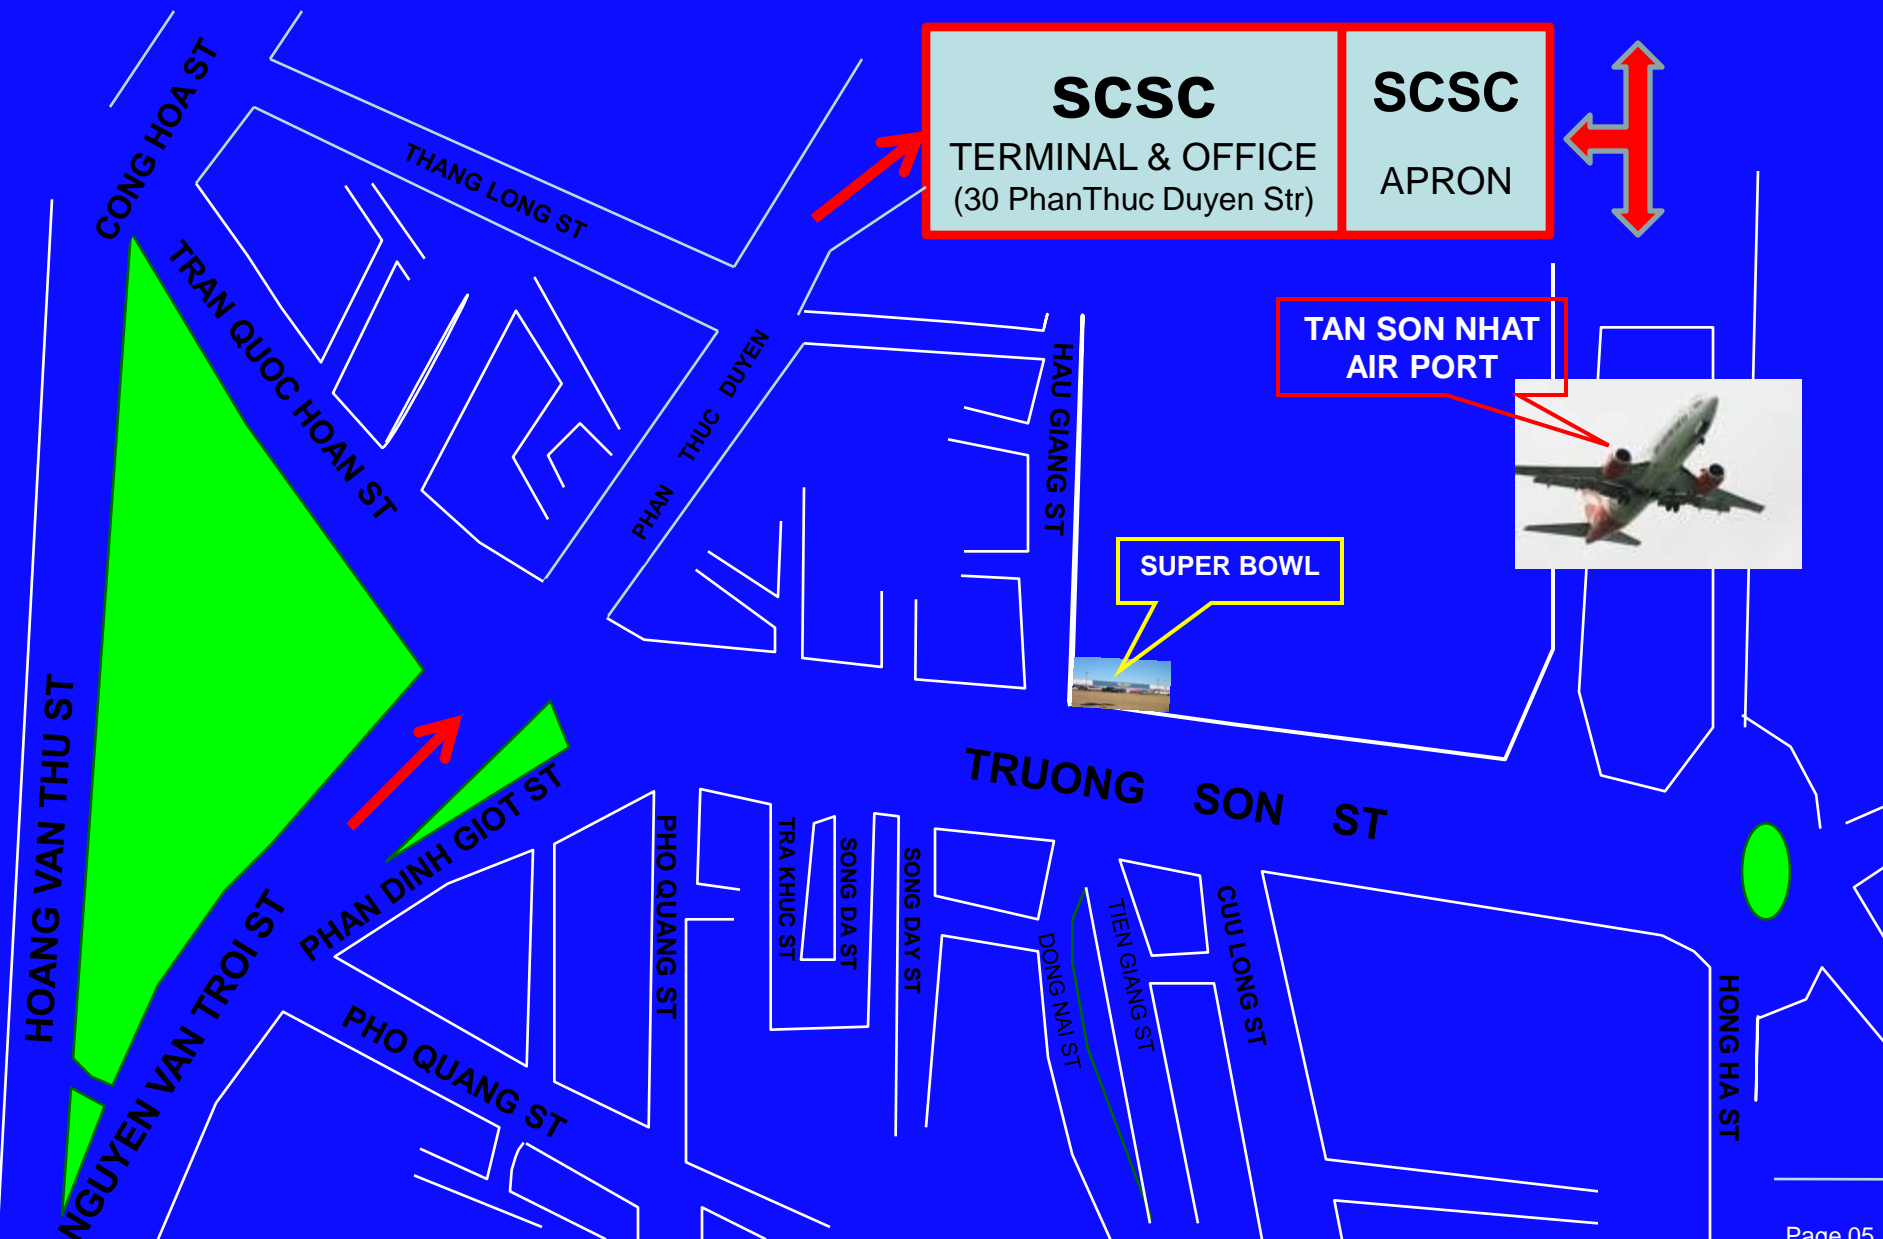 scsc
TERMINAL & OFFICE
(30 PhanThuc Duyen Str)
SCSC
APRON
CONG HOA ST
THANG LONG ST
TRAN QUOC HOAN ST
PHAN THUC DUYEN
HAU GIANG ST
TAN SON NHAT
AIR PORT
SUPER BOWL
HOANG VAN THU ST
TRUONG SON ST
PHAN DINH GIOT ST
NGUYEN VAN TROI ST
PHO QUANG ST
PHO QUANG ST
TRA KHUC ST
SONG DA ST
SONG DAY ST
DONG NAI ST
TIEN GIANG ST
CUU LONG ST
HONG HA ST
Page 05